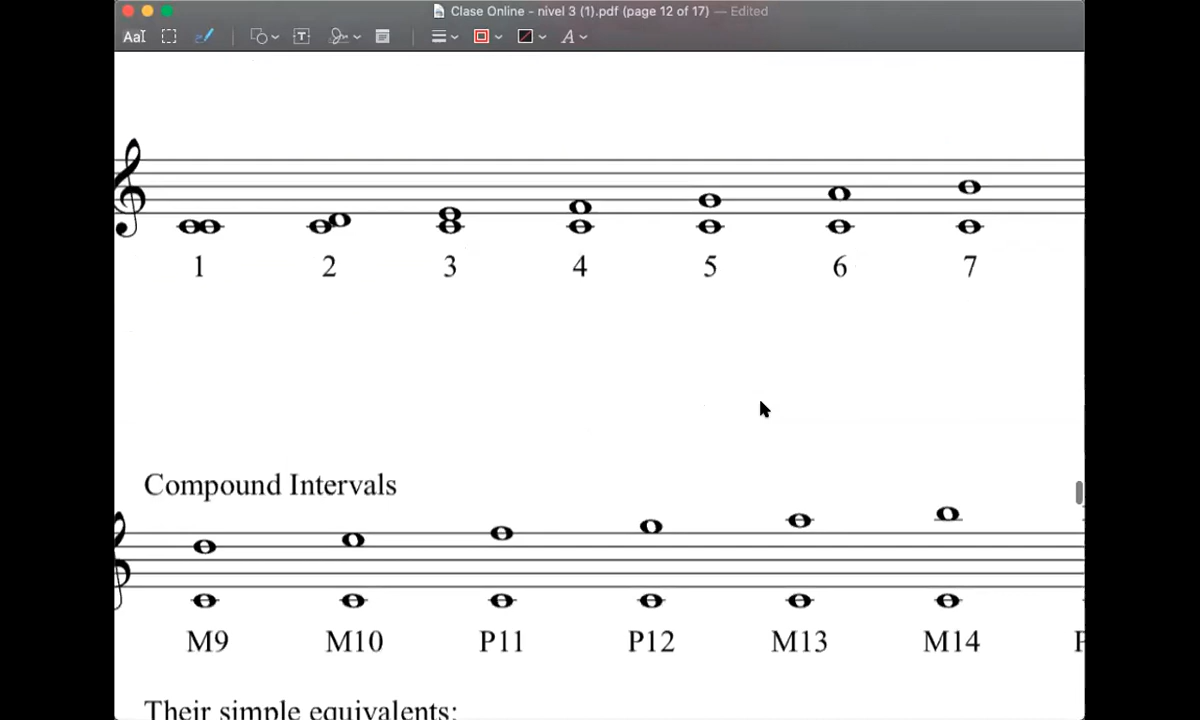 Clase Online - nivel 3 (1).pdf (page 12 of 17) — Edited
AaI T A
1 2 3 4 5 6 7
Compound Intervals
M9 M10 P11 P12 M13 M14
Their simple equivalents: